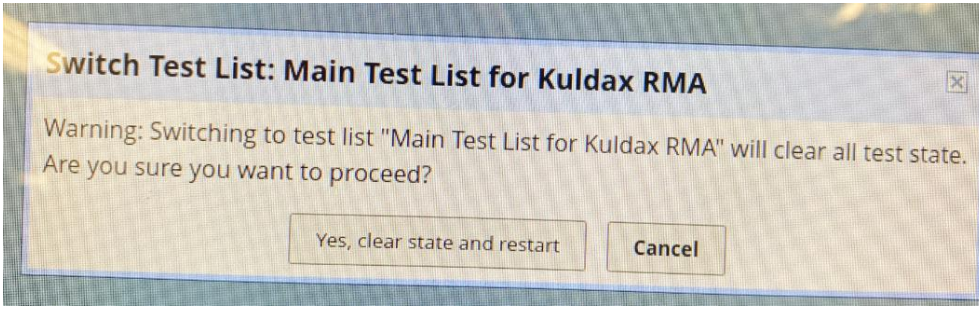 Switch Test List: Main Test List for Kuldax RMA
Warning: Switching to test list "Main Test List for Kuldax RMA" will clear all test state.
Are you sure you want to proceed?
Yes, clear state and restart
Cancel